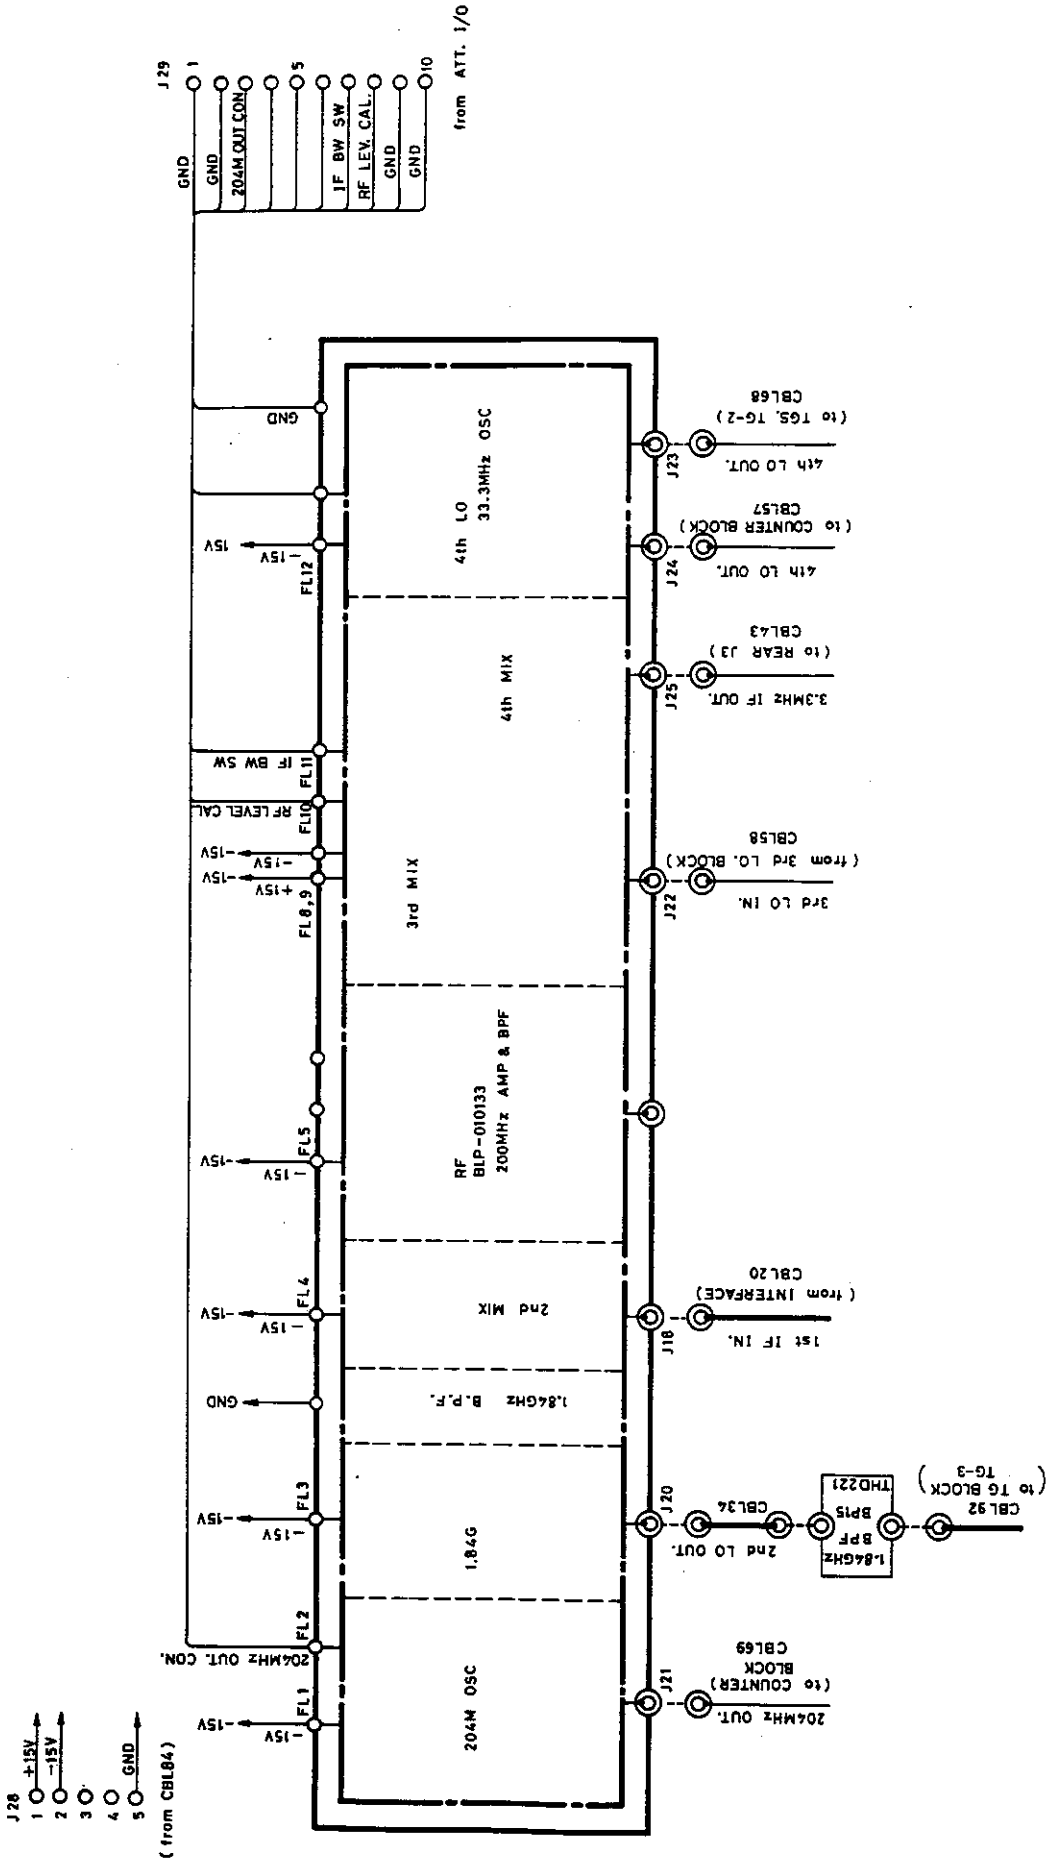 J29
1
5
10
GND
GND
204M OUT CON
IF BW SW
RF LEV. CAL.
GND
GND
from ATT. I/O
GND
15V
-15V
FL12
IF BW SW
FL11
RF LEVEL CAL
FL10
-15V
-15V
-15V
+15V
FL8,9
-15V
-15V
FL5
-15V
-15V
FL4
GND
-15V
-15V
FL3
204MHz OUT. CON.
FL2
-15V
-15V
FL1
4th LO
33.3MHz OSC
4th MIX
3rd MIX
RF
BLP-010133
200MHz AMP & BPF
2nd MIX
1.84GHz B.P.F.
1.84G
204M OSC
J23
4th LO OUT.
(to TGS, TG-2)
CBL68
J24
4th LO OUT.
(to COUNTER BLOCK)
CBL57
J25
3.3MHz IF OUT.
(to REAR J3)
CBL43
J22
3rd LO IN.
(from 3rd LO. BLOCK)
CBL58
J18
1st IF IN.
(from INTERFACE)
CBL20
J20
2nd LO OUT.
CBL34
1.84GHz
BPF
BP15
THD221
CBL92
(to TG BLOCK
TG-3)
J21
204MHz OUT.
(to COUNTER)
BLOCK
CBL69
J28
1
+15V
2
-15V
3
4
5
GND
(from CBL84)